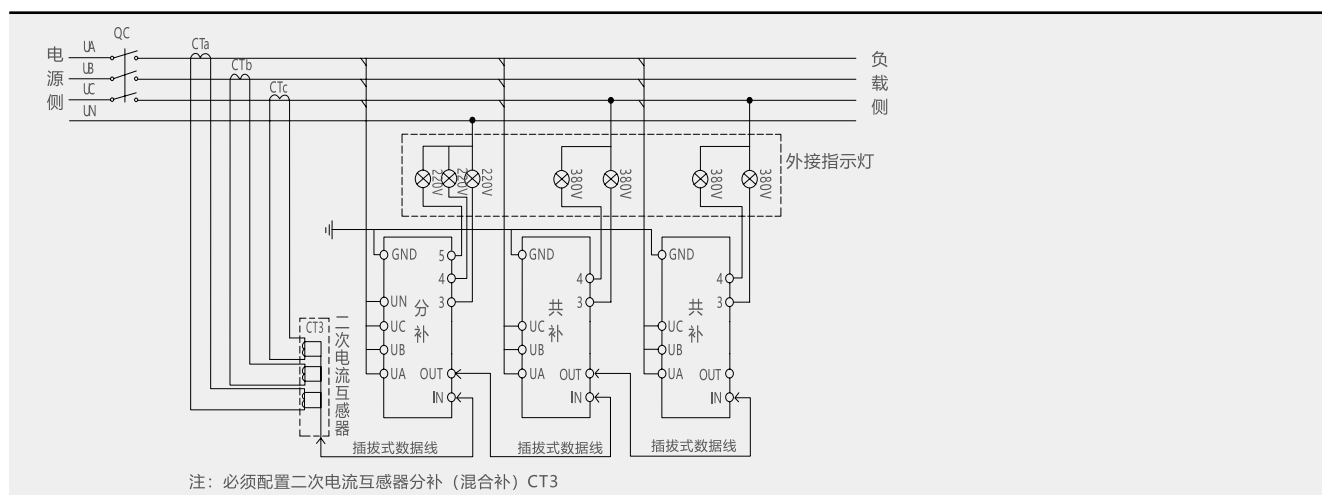 QC
电源侧
UA
UB
UC
UN
CTa
CTb
CTc
负载侧
外接指示灯
220V
220V
220V
380V
380V
380V
380V
GND
5
4
3
UN
UC
UB
UA
OUT
IN
分补
GND
4
3
UC
UB
UA
OUT
IN
共补
GND
4
3
UC
UB
UA
OUT
IN
共补
CT3
二次电流互感器
插拔式数据线
插拔式数据线
插拔式数据线
注：必须配置二次电流互感器分补（混合补）CT3